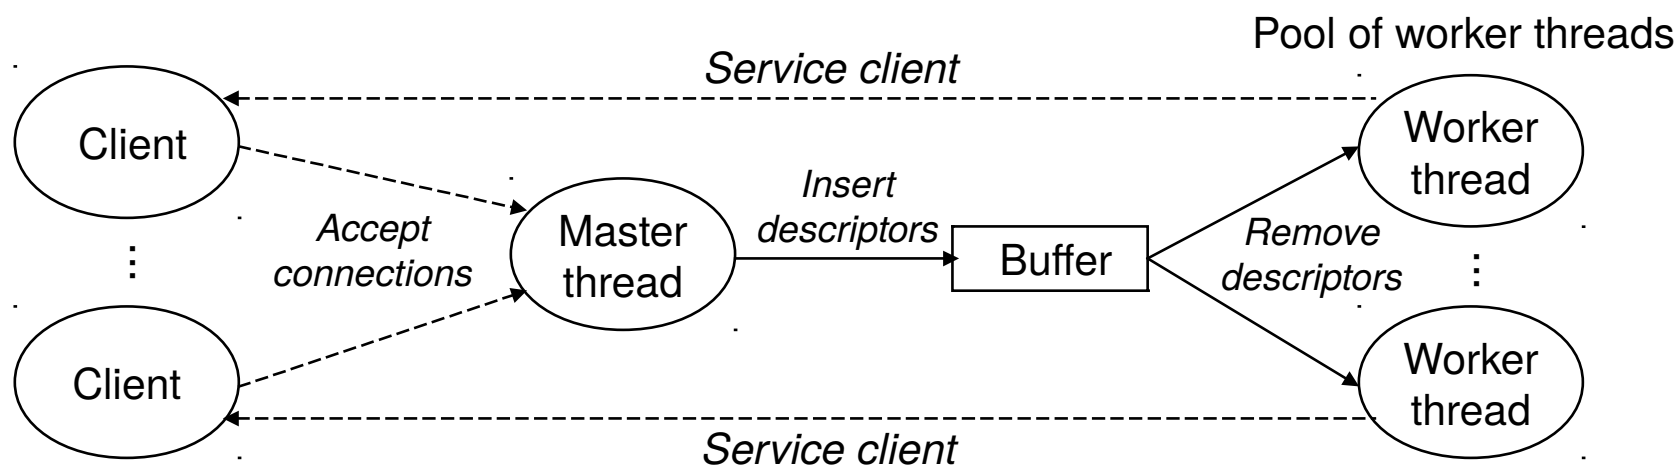 Pool of worker threads
Service client
Client
Worker
thread
Insert
descriptors
Accept
connections
Master
thread
Buffer
Remove
descriptors
Client
Worker
thread
Service client